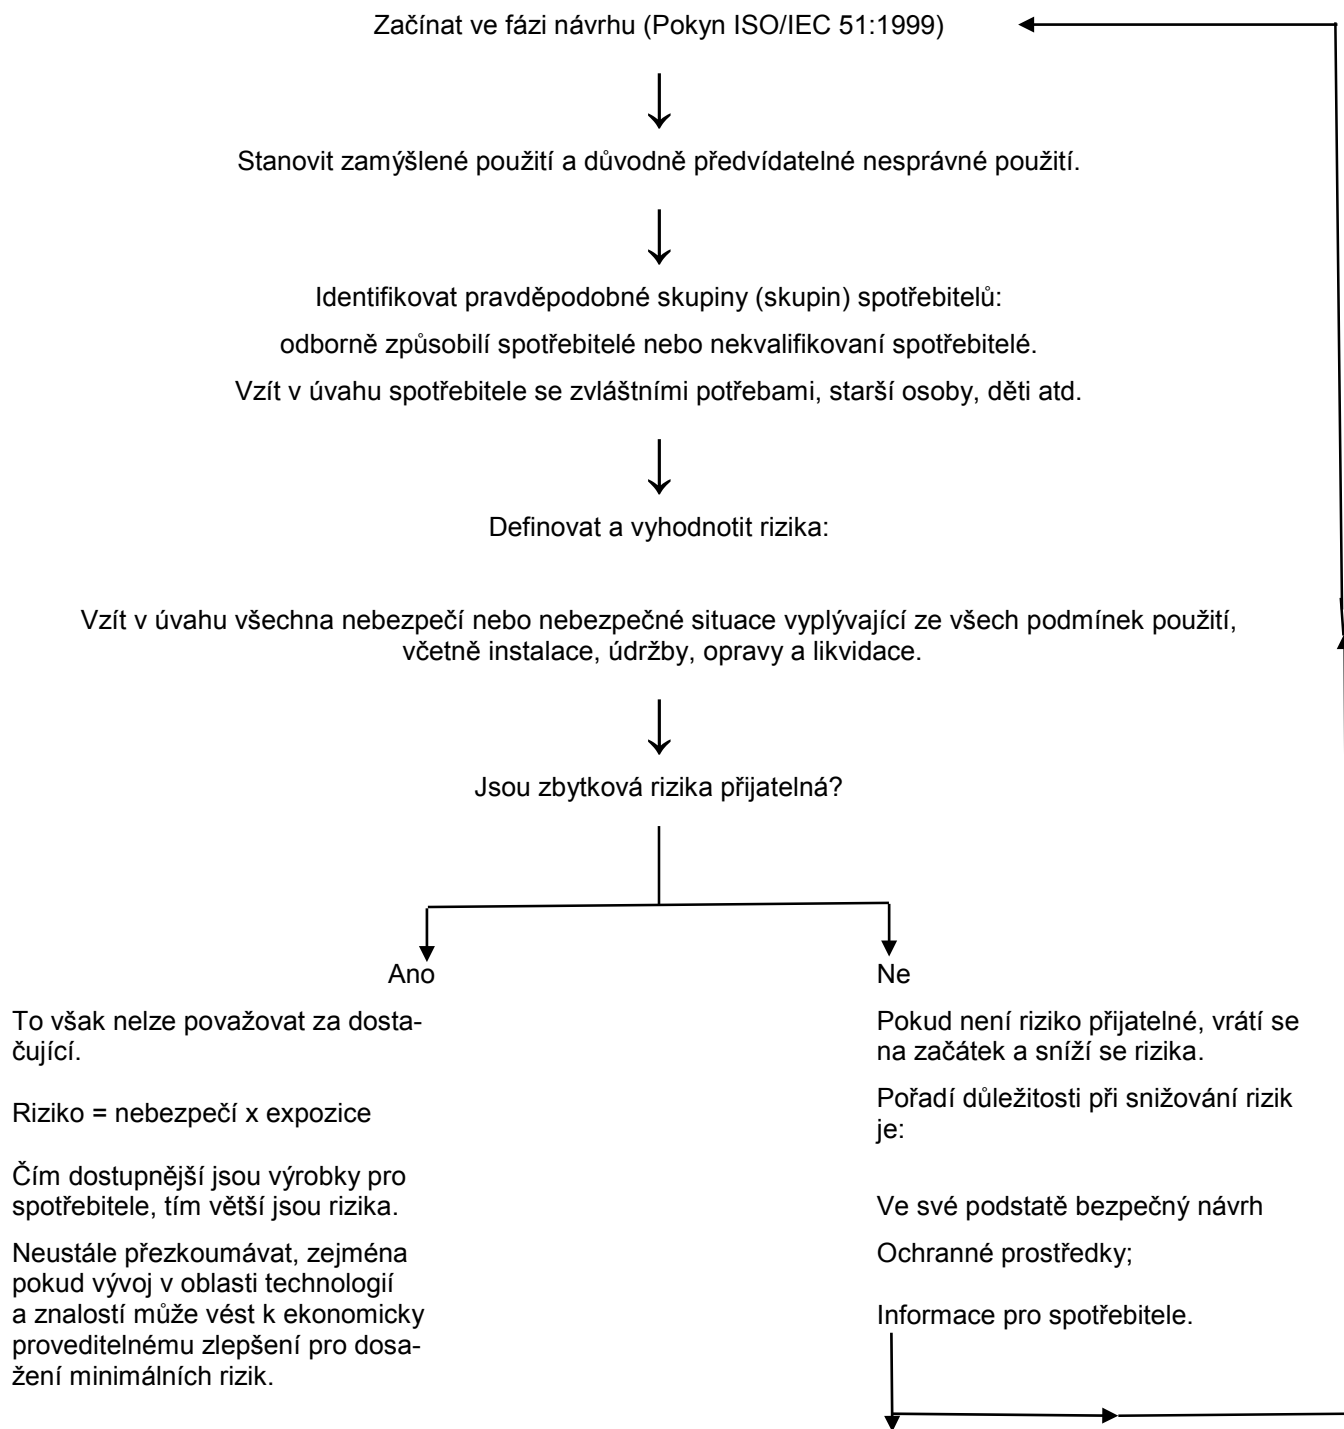 Začínat ve fázi návrhu (Pokyn ISO/IEC 51:1999)
Stanovit zamýšlené použití a důvodně předvídatelné nesprávné použití.
Identifikovat pravděpodobné skupiny (skupin) spotřebitelů:
odborně způsobilí spotřebitelé nebo nekvalifikovaní spotřebitelé.
Vzít v úvahu spotřebitele se zvláštními potřebami, starší osoby, děti atd.
Definovat a vyhodnotit rizika:
Vzít v úvahu všechna nebezpečí nebo nebezpečné situace vyplývající ze všech podmínek použití,
včetně instalace, údržby, opravy a likvidace.
Jsou zbytková rizika přijatelná?
Ano
To však nelze považovat za dosta-
čující.
Riziko = nebezpečí x expozice
Čím dostupnější jsou výrobky pro
spotřebitele, tím větší jsou rizika.
Neustále přezkoumávat, zejména
pokud vývoj v oblasti technologií
a znalostí může vést k ekonomicky
proveditelnému zlepšení pro dosa-
žení minimálních rizik.
Ne
Pokud není riziko přijatelné, vrátí se
na začátek a sníží se rizika.
Pořadí důležitosti při snižování rizik
je:
Ve své podstatě bezpečný návrh
Ochranné prostředky;
Informace pro spotřebitele.